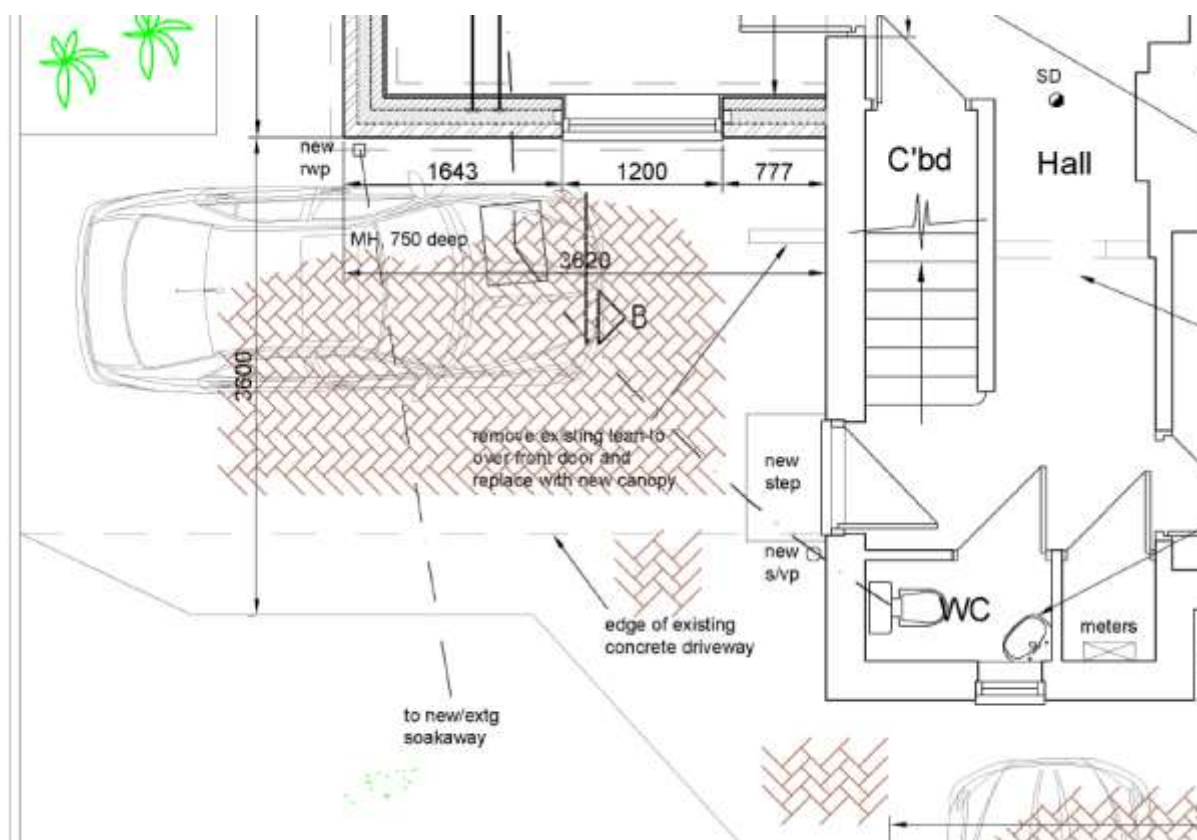 SD
C'bd
Hall
new
rwp
1643
1200
777
MH, 750 deep
3620
B
3600
remove existing lean-to
over front door and
replace with new canopy
new
step
new
s/vp
WC
meters
edge of existing
concrete driveway
to new/extg
soakaway